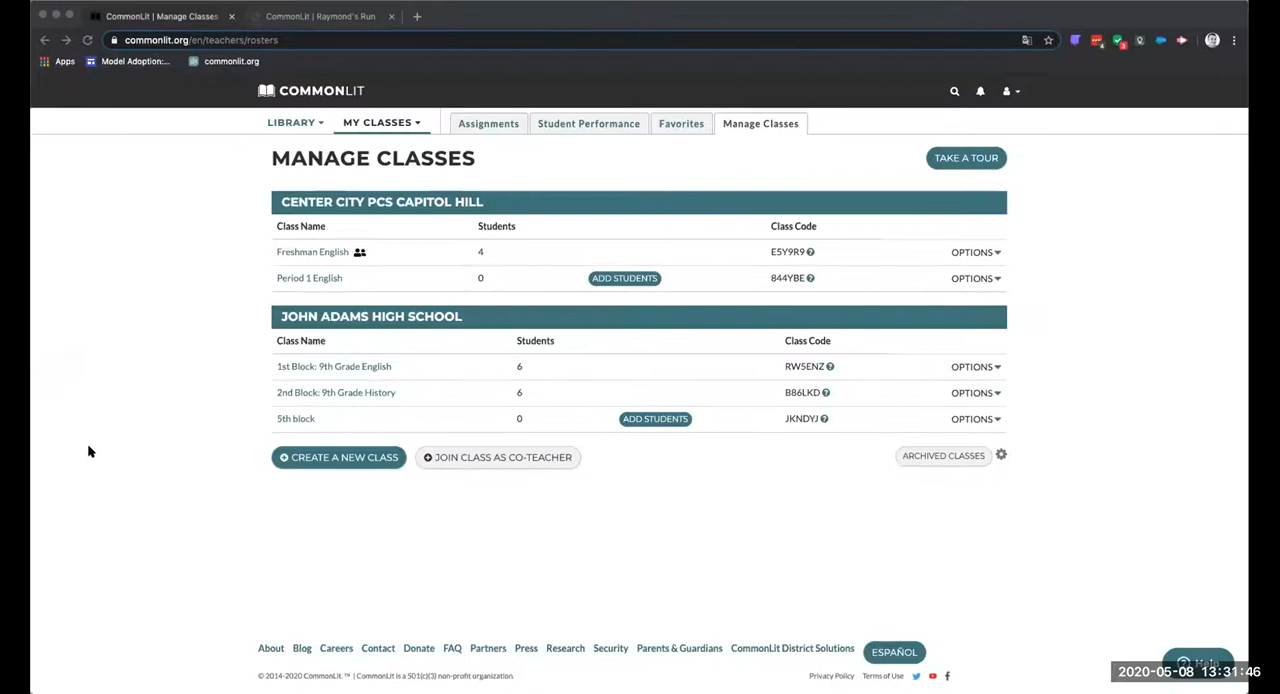 CommonLit | Manage Classes
CommonLit | Raymond's Run
commonlit.org/en/teachers/rosters
Apps
Model Adoption:...
commonlit.org
COMMONLIT
LIBRARY
MY CLASSES
Assignments
Student Performance
Favorites
Manage Classes
MANAGE CLASSES
TAKE A TOUR
CENTER CITY PCS CAPITOL HILL
Class Name Students Class Code
Freshman English 4 E5Y9R9 OPTIONS
Period 1 English 0 ADD STUDENTS 844YBE OPTIONS
JOHN ADAMS HIGH SCHOOL
Class Name Students Class Code
1st Block: 9th Grade English 6 RW5ENZ OPTIONS
2nd Block: 9th Grade History 6 B86LKD OPTIONS
5th block 0 ADD STUDENTS JKNDYJ OPTIONS
CREATE A NEW CLASS
JOIN CLASS AS CO-TEACHER
ARCHIVED CLASSES
About Blog Careers Contact Donate FAQ Partners Press Research Security Parents & Guardians CommonLit District Solutions ESPAÑOL
© 2014-2020 CommonLit.™ | CommonLit is a 501(c)(3) non-profit organization.
Privacy Policy Terms of Use
Help
2020-05-08 13:31:46